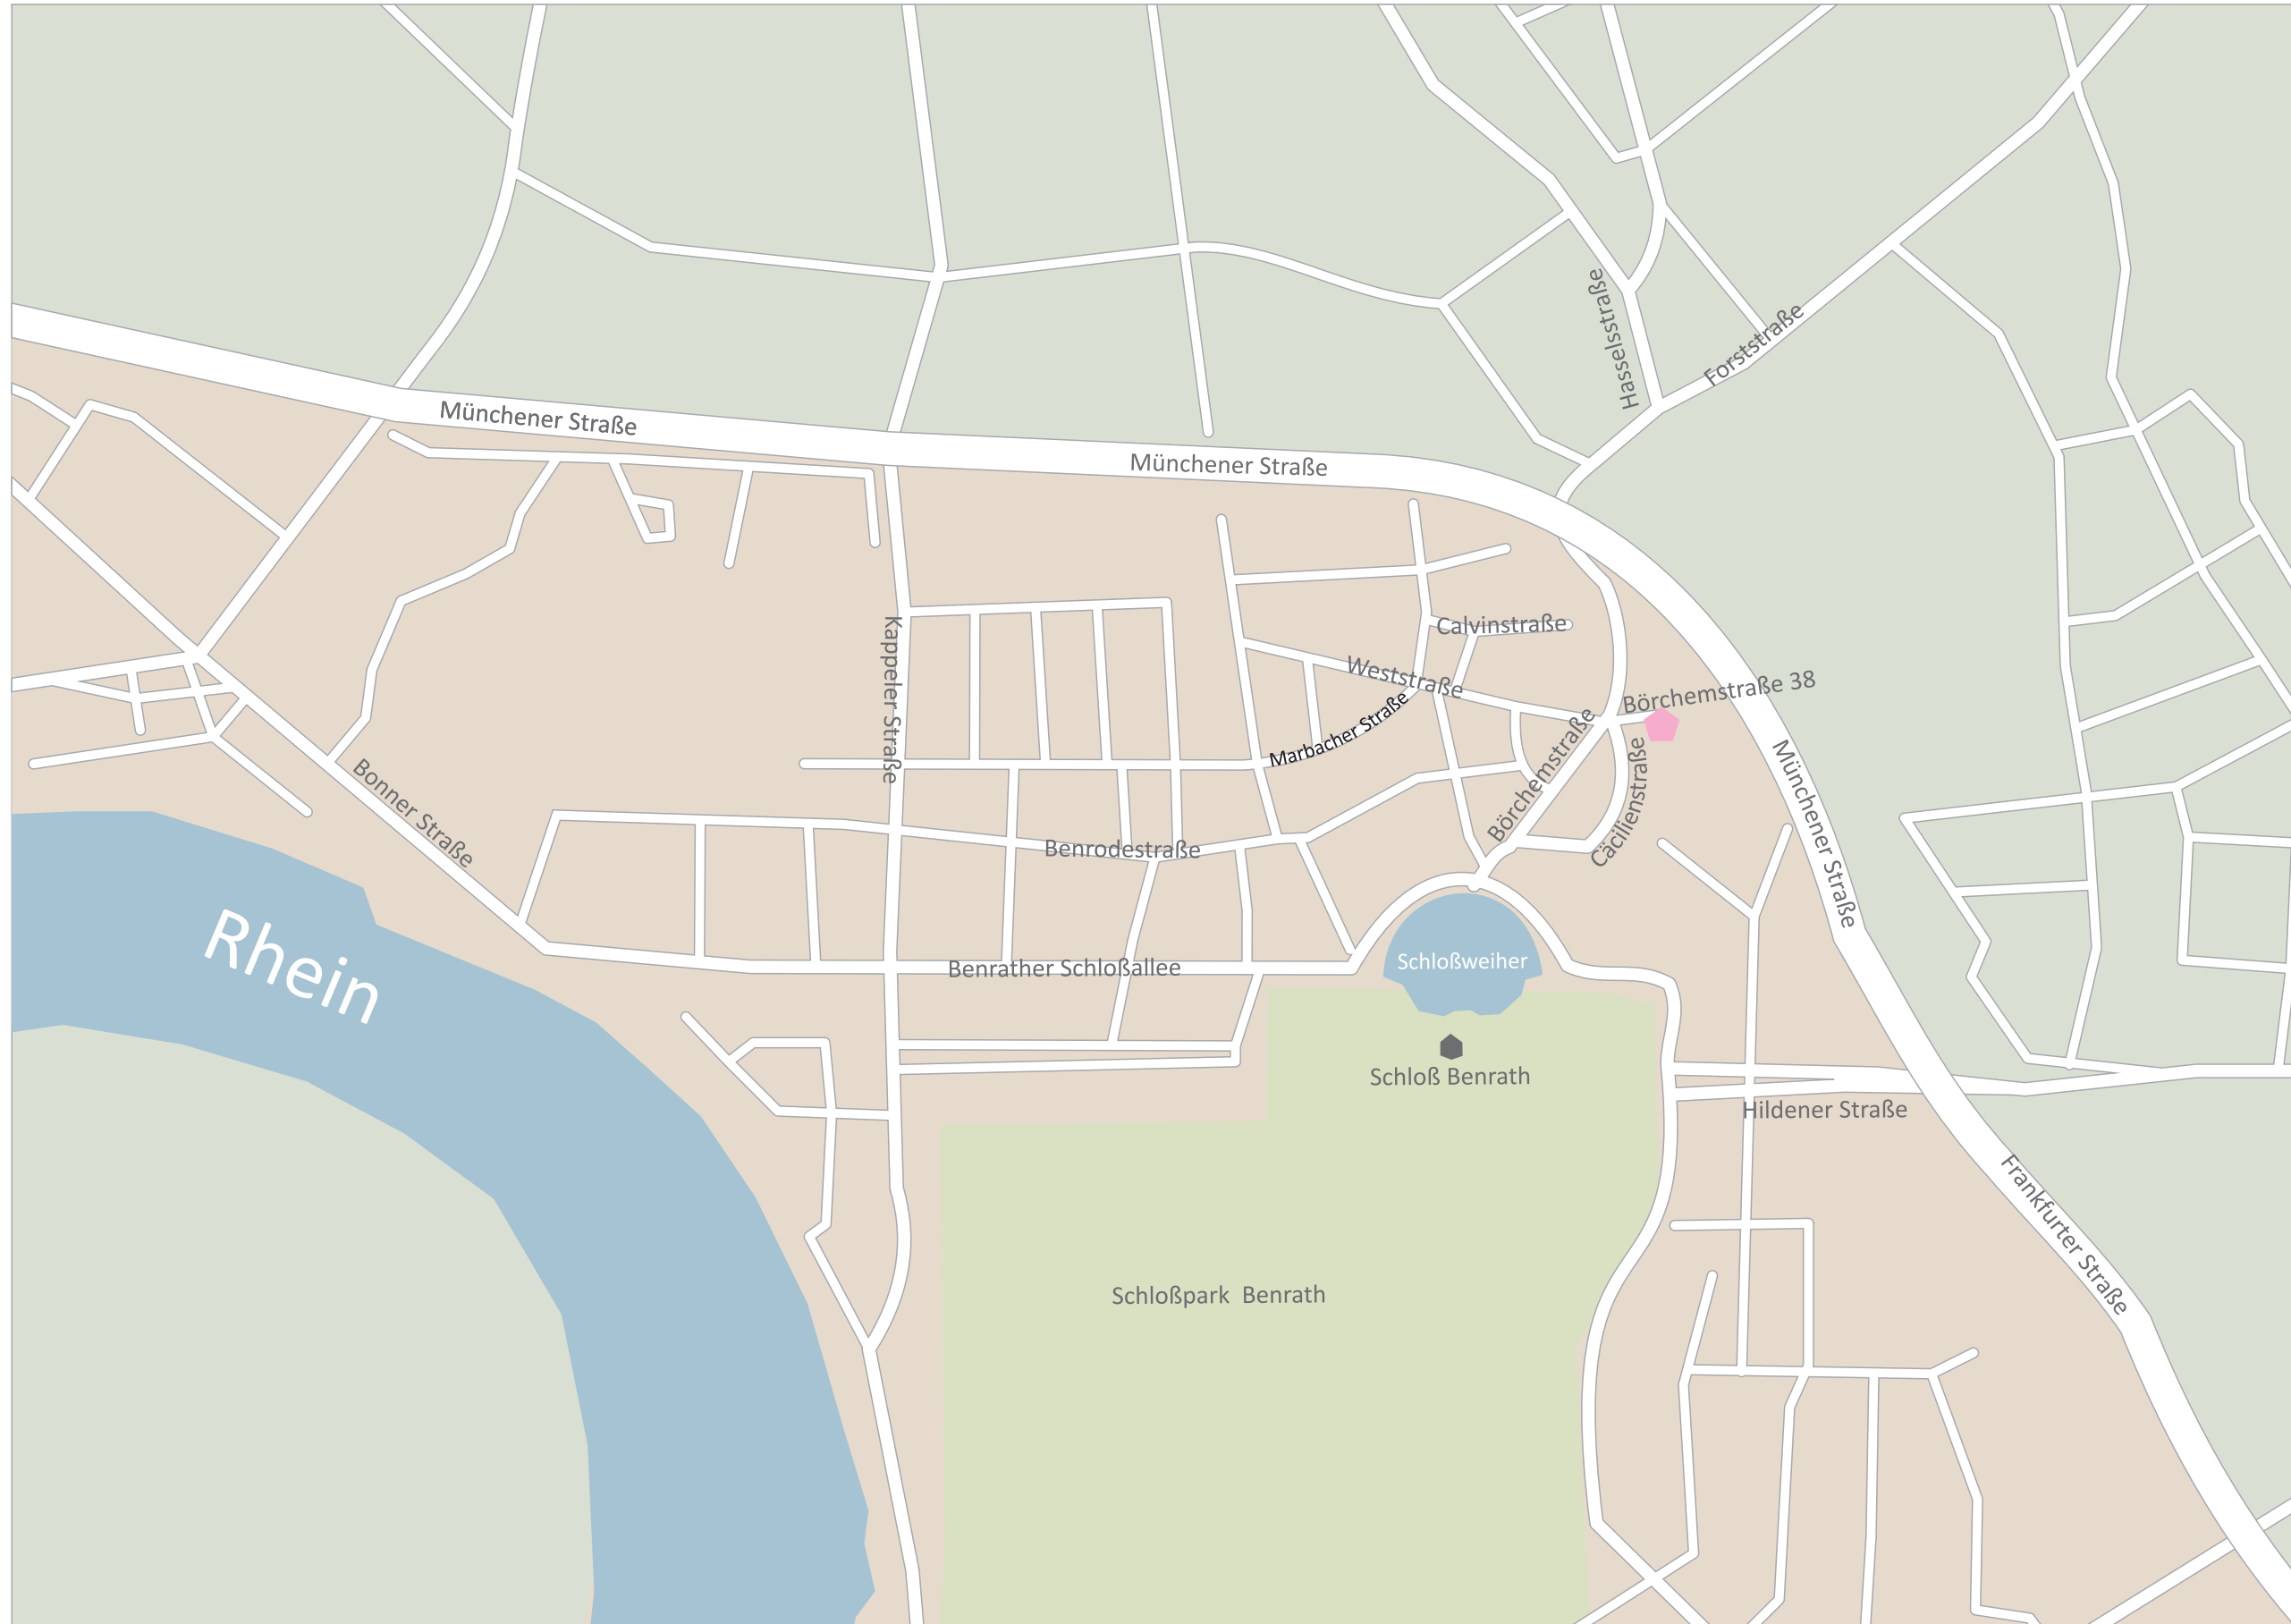 Hasselsstraße
Forststraße
Münchener Straße
Münchener Straße
Calvinstraße
Weststraße
Börchemstraße 38
Kappeler Straße
Marbacher Straße
Börchemstraße
Cäcilienstraße
Münchener Straße
Bonner Straße
Benrodestraße
Rhein
Benrather Schloßallee
Schloßweiher
Schloß Benrath
Hildener Straße
Frankfurter Straße
Schloßpark Benrath